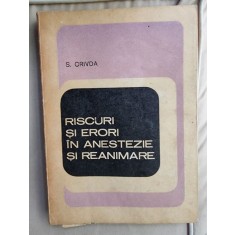 S. CRIVDA
RISCURI
ȘI ERORI
ÎN ANESTEZIE
ȘI REANIMARE